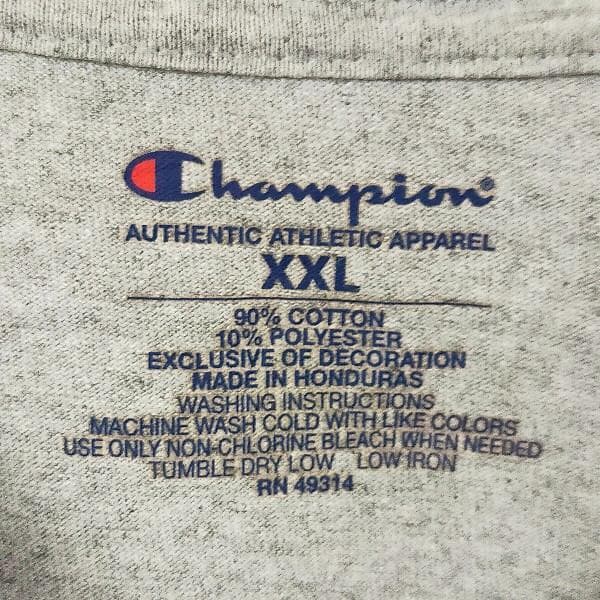 Champion®
AUTHENTIC ATHLETIC APPAREL
XXL
90% COTTON
10% POLYESTER
EXCLUSIVE OF DECORATION
MADE IN HONDURAS
WASHING INSTRUCTIONS
MACHINE WASH COLD WITH LIKE COLORS
USE ONLY NON-CHLORINE BLEACH WHEN NEEDED
TUMBLE DRY LOW LOW IRON
RN 49314